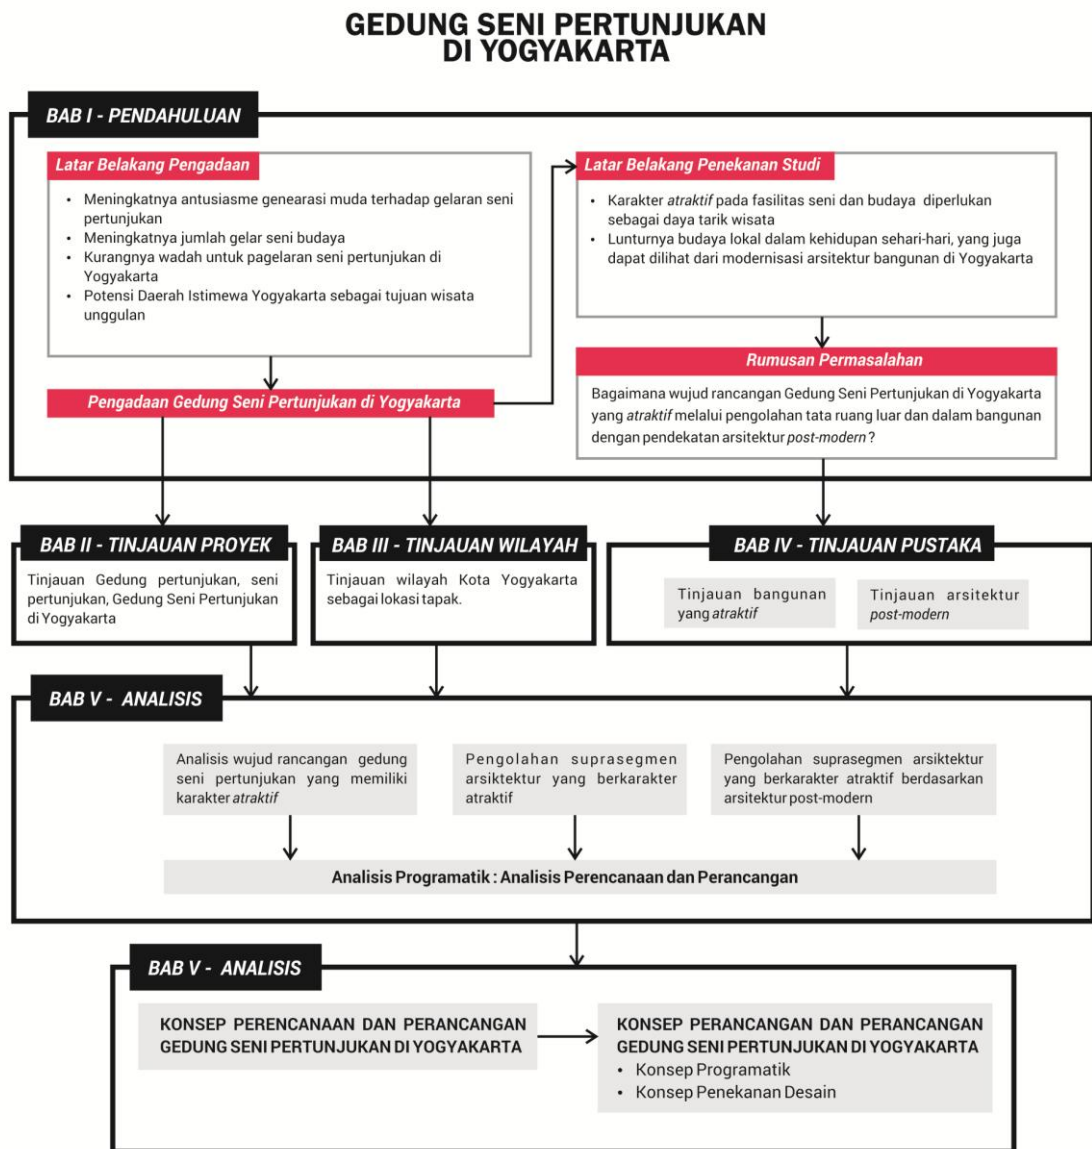 GEDUNG SENI PERTUNJUKAN
DI YOGYAKARTA
BAB I - PENDAHULUAN
Latar Belakang Pengadaan
• Meningkatnya antusiasme genearasi muda terhadap gelaran seni
pertunjukan
• Meningkatnya jumlah gelar seni budaya
• Kurangnya wadah untuk pagelaran seni pertunjukan di
Yogyakarta
• Potensi Daerah Istimewa Yogyakarta sebagai tujuan wisata
unggulan
Pengadaan Gedung Seni Pertunjukan di Yogyakarta
Latar Belakang Penekanan Studi
• Karakter atraktif pada fasilitas seni dan budaya diperlukan
sebagai daya tarik wisata
• Lunturnya budaya lokal dalam kehidupan sehari-hari, yang juga
dapat dilihat dari modernisasi arsitektur bangunan di Yogyakarta
Rumusan Permasalahan
Bagaimana wujud rancangan Gedung Seni Pertunjukan di Yogyakarta
yang atraktif melalui pengolahan tata ruang luar dan dalam bangunan
dengan pendekatan arsitektur post-modern ?
BAB II - TINJAUAN PROYEK
Tinjauan Gedung pertunjukan, seni
pertunjukan, Gedung Seni Pertunjukan
di Yogyakarta
BAB III - TINJAUAN WILAYAH
Tinjauan wilayah Kota Yogyakarta
sebagai lokasi tapak.
BAB IV - TINJAUAN PUSTAKA
Tinjauan bangunan
yang atraktif
Tinjauan arsitektur
post-modern
BAB V - ANALISIS
Analisis wujud rancangan gedung
seni pertunjukan yang memiliki
karakter atraktif
Pengolahan suprasegmen
arsiktektur yang berkarakter
atraktif
Pengolahan suprasegmen arsiktektur
yang berkarakter atraktif berdasarkan
arsitektur post-modern
Analisis Programatik : Analisis Perencanaan dan Perancangan
BAB V - ANALISIS
KONSEP PERENCANAAN DAN PERANCANGAN
GEDUNG SENI PERTUNJUKAN DI YOGYAKARTA
KONSEP PERANCANGAN DAN PERANCANGAN
GEDUNG SENI PERTUNJUKAN DI YOGYAKARTA
• Konsep Programatik
• Konsep Penekanan Desain